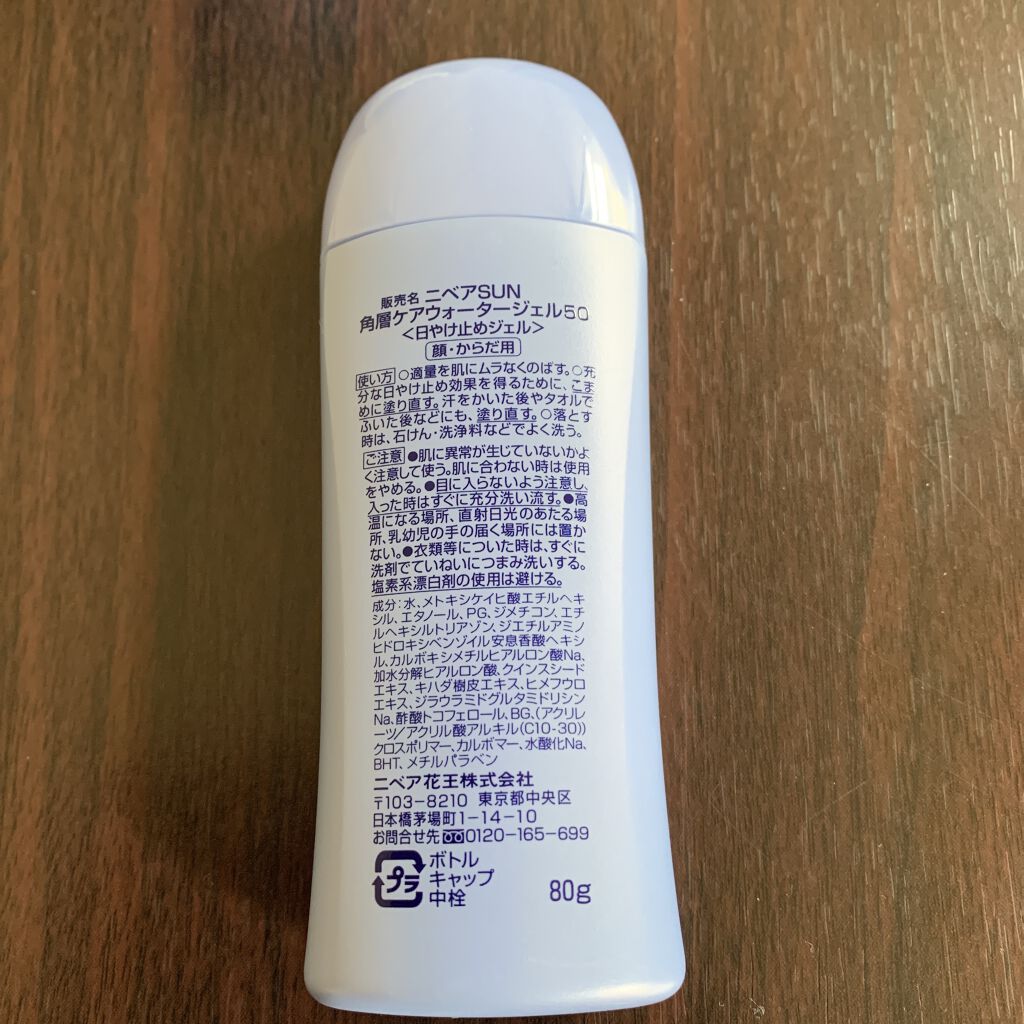 販売名 ニベアSUN
角層ケアウォータージェル50
<日やけ止めジェル>
顔・からだ用
使い方 ○適量を肌にムラなくのばす。○充
分な日やけ止め効果を得るために、こま
めに塗り直す。汗をかいた後やタオルで
ふいた後などにも、塗り直す。○落とす
時は、石けん・洗浄料などでよく洗う。
ご注意 ●肌に異常が生じていないかよ
く注意して使う。肌に合わない時は使用
をやめる。●目に入らないよう注意し、
入った時はすぐに充分洗い流す。●高
温になる場所、直射日光のあたる場
所、乳幼児の手の届く場所には置か
ない。●衣類等についた時は、すぐに
洗剤でていねいにつまみ洗いする。
塩素系漂白剤の使用は避ける。
成分：水、メトキシケイヒ酸エチルヘキ
シル、エタノール、PG、ジメチコン、エチ
ルヘキシルトリアゾン、ジエチルアミノ
ヒドロキシベンゾイル安息香酸ヘキシ
ル、カルボキシメチルヒアルロン酸Na、
加水分解ヒアルロン酸、クインスシード
エキス、キハダ樹皮エキス、ヒメフウロ
エキス、ジラウラミドグルタミドリシン
Na、酢酸トコフェロール、BG、(アクリレ
ーツ/アクリル酸アルキル(C10-30))
クロスポリマー、カルボマー、水酸化Na、
BHT、メチルパラベン
ニベア花王株式会社
〒103-8210 東京都中央区
日本橋茅場町1-14-10
お問合せ先 0120-165-699
プラ ボトル
キャップ
中栓
80g